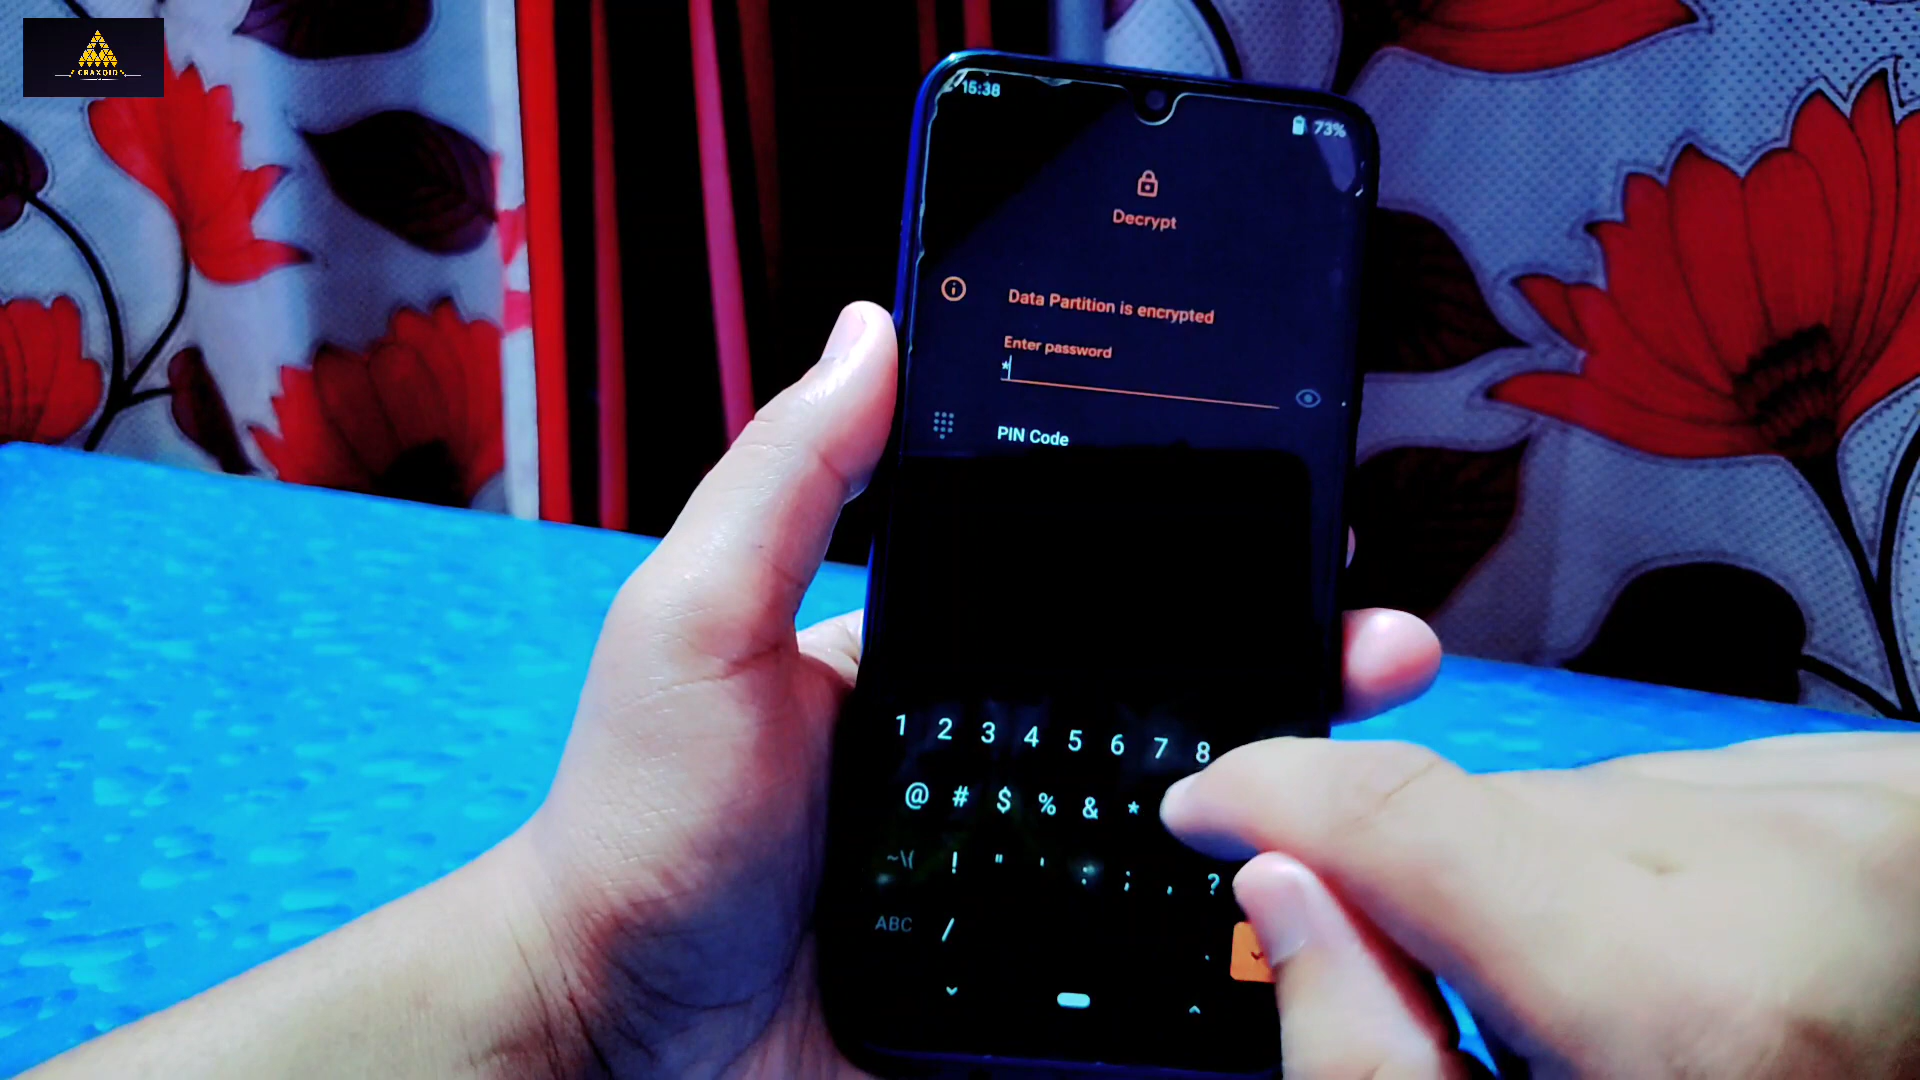 CRAXOID
15:38
73%
Decrypt
Data Partition is encrypted
Enter password
*
PIN Code
1 2 3 4 5 6 7 8
@ # $ % & *
~\{ ! " ' : ; , ?
ABC / .